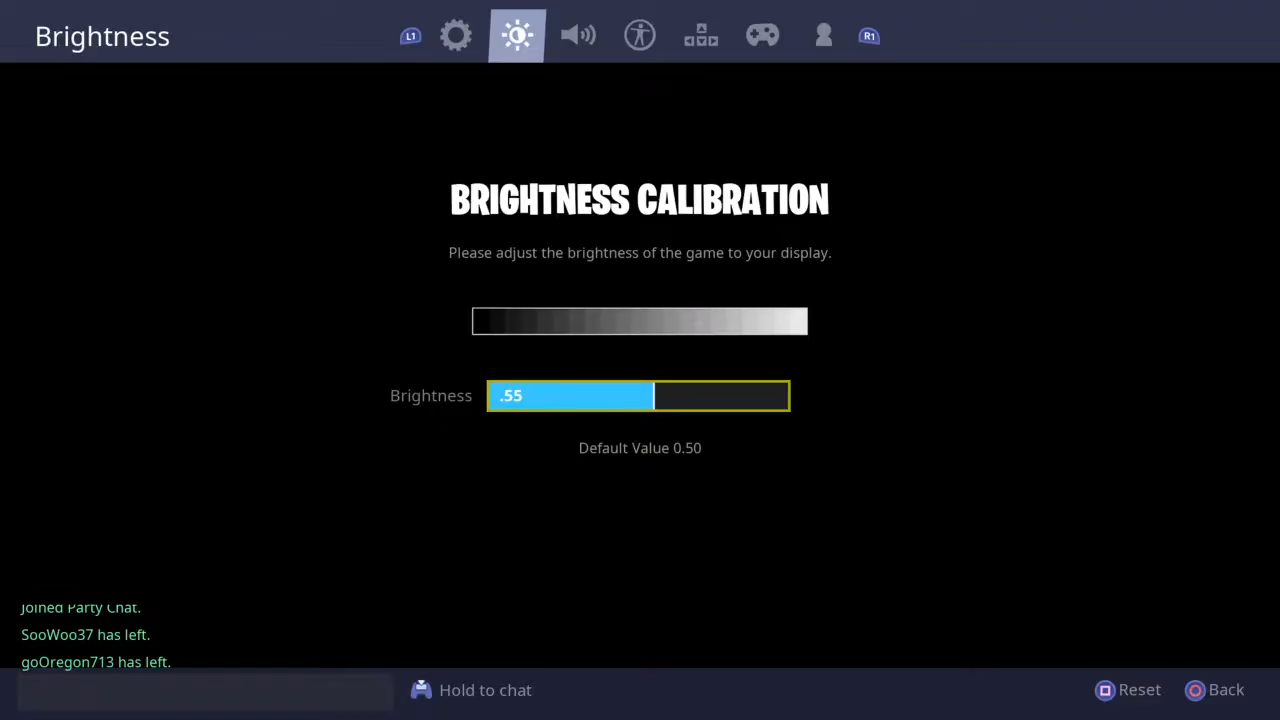 Brightness
L1
R1
BRIGHTNESS CALIBRATION
Please adjust the brightness of the game to your display.
Brightness
.55
Default Value 0.50
Joined Party Chat.
SooWoo37 has left.
goOregon713 has left.
Hold to chat
Reset
Back